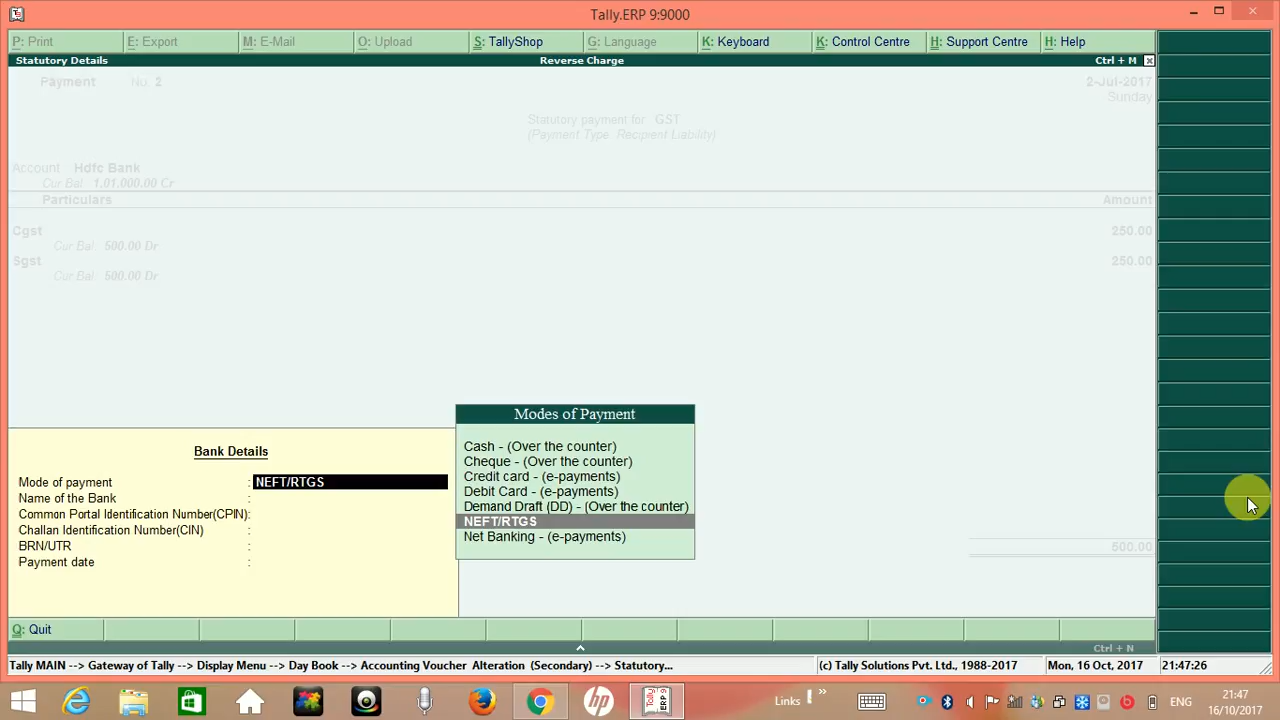 Tally.ERP 9:9000
P: Print E: Export M: E-Mail O: Upload S: TallyShop G: Language K: Keyboard K: Control Centre H: Support Centre H: Help
Statutory Details Reverse Charge Ctrl + M
Payment No. 2 2-Jul-2017
Sunday
Statutory payment for GST
(Payment Type: Recipient Liability)
Account Hdfc Bank
Cur Bal: 1,01,000.00 Cr
Particulars Amount
Cgst 250.00
Cur Bal: 500.00 Dr
Sgst 250.00
Cur Bal: 500.00 Dr
Modes of Payment
Cash - (Over the counter)
Cheque - (Over the counter)
Credit card - (e-payments)
Debit Card - (e-payments)
Demand Draft (DD) - (Over the counter)
NEFT/RTGS
Net Banking - (e-payments)
Bank Details
Mode of payment : NEFT/RTGS
Name of the Bank :
Common Portal Identification Number(CPIN):
Challan Identification Number(CIN) :
BRN/UTR :
Payment date :
500.00
Q: Quit
Ctrl + N
Tally MAIN --> Gateway of Tally --> Display Menu --> Day Book --> Accounting Voucher Alteration (Secondary) --> Statutory... (c) Tally Solutions Pvt. Ltd., 1988-2017 Mon, 16 Oct, 2017 21:47:26
Links » ENG 21:47
16/10/2017